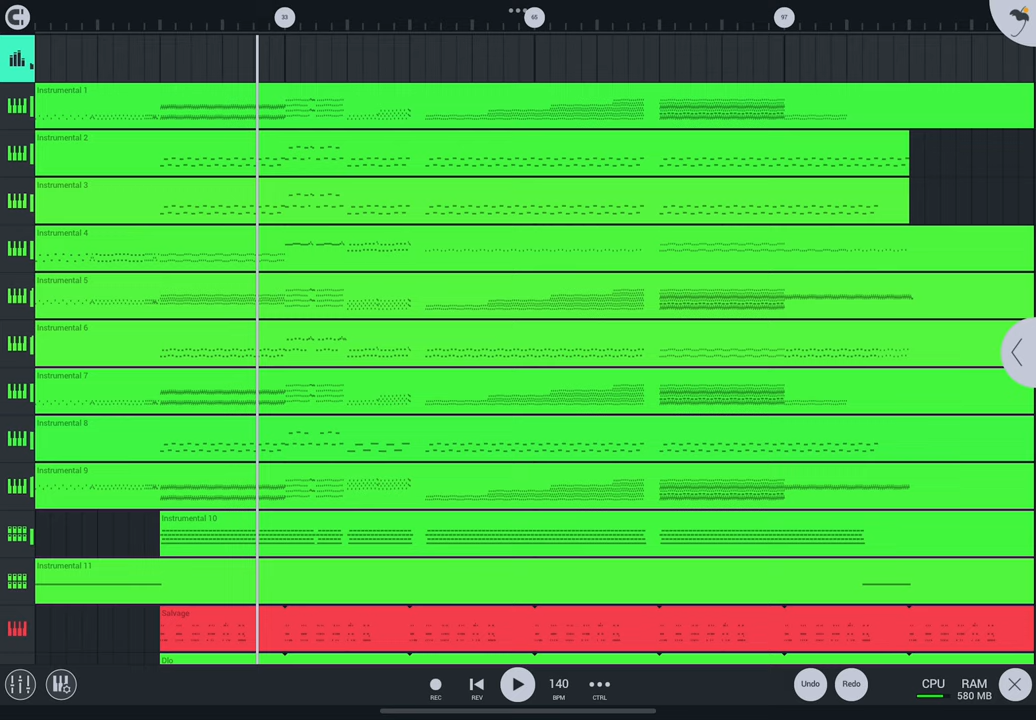 33
65
97
Instrumental 1
Instrumental 2
Instrumental 3
Instrumental 4
Instrumental 5
Instrumental 6
Instrumental 7
Instrumental 8
Instrumental 9
Instrumental 10
Instrumental 11
Salvage
Dlo
REC
REV
140
BPM
CTRL
Undo
Redo
CPU
RAM
580 MB